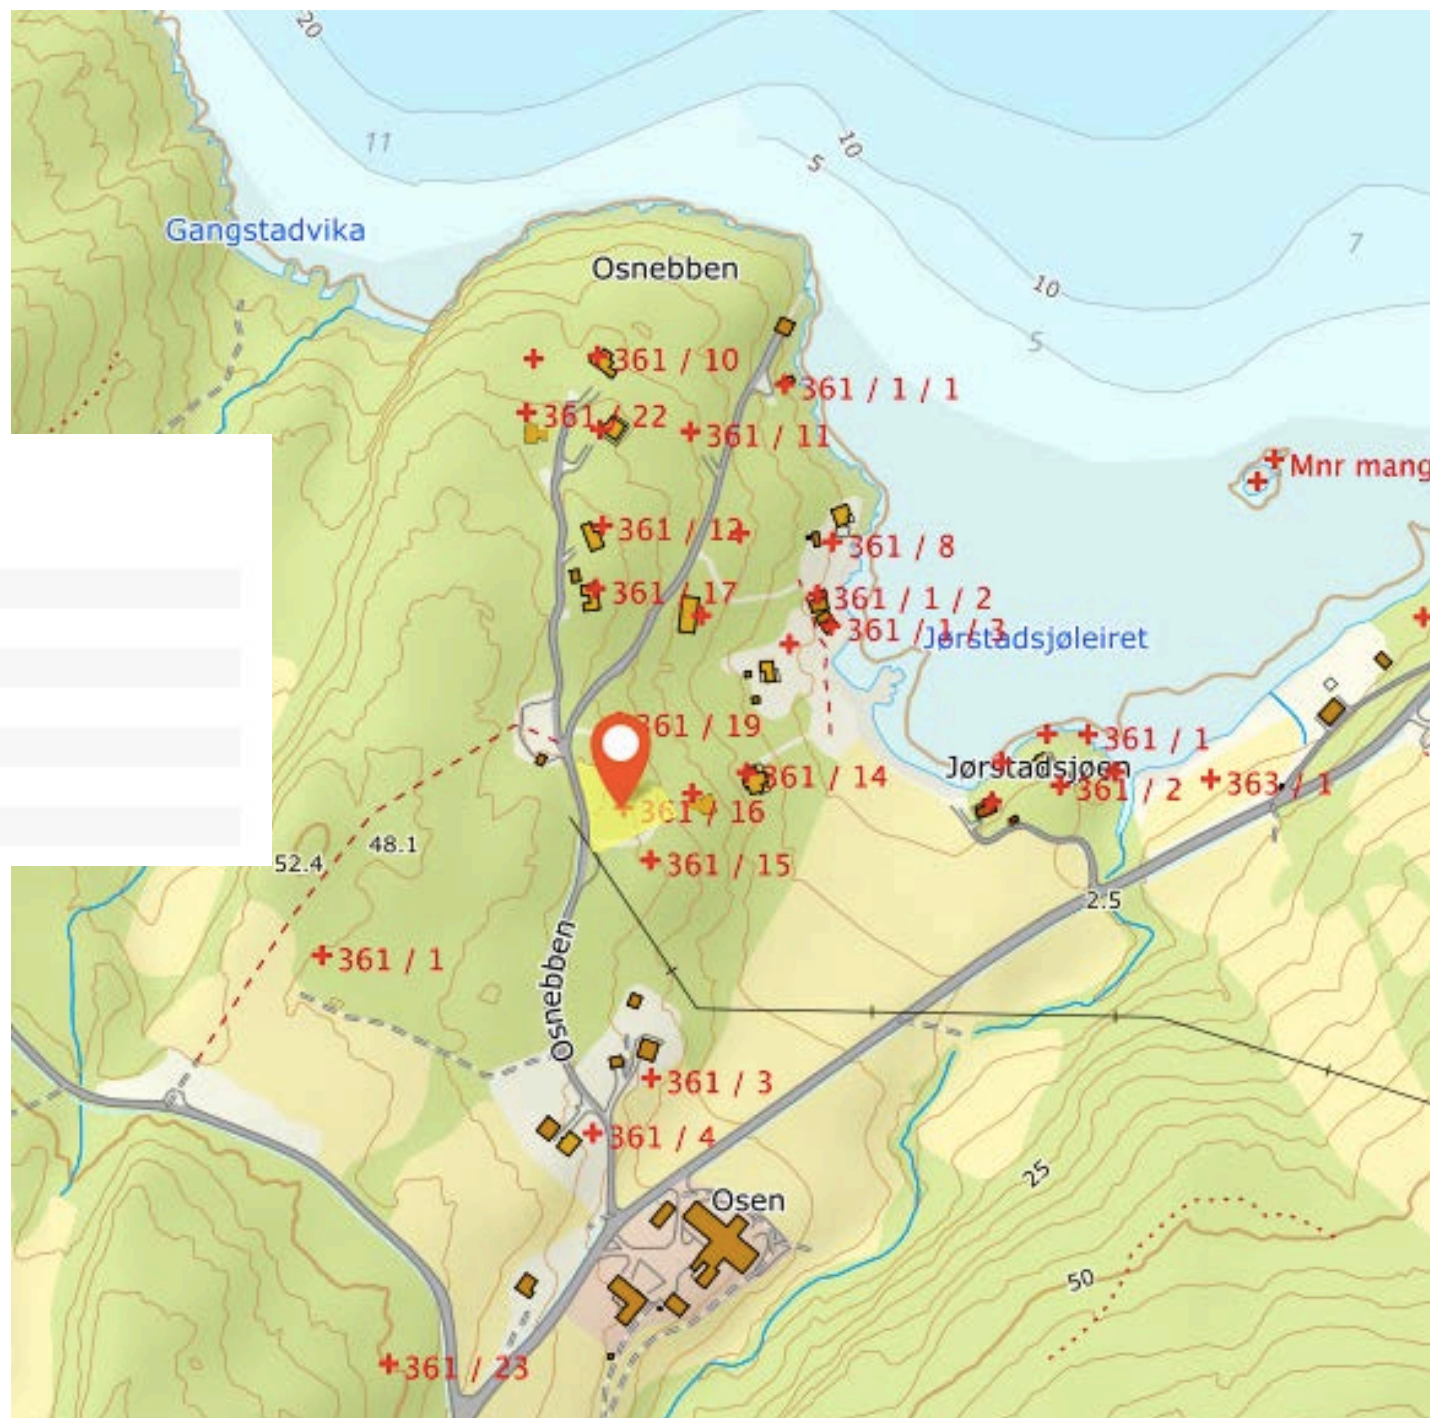 20
11
10
5
Gangstadvika
7
Osnebben
10
5
361 / 10
361 / 1 / 1
361 / 22
361 / 11
Mnr mang
361 / 12
361 / 8
361 / 17
361 / 1 / 2
361 / 1 / 3
Jørstadsjøleiret
361 / 19
361 / 1
Jørstadsjøen
361 / 14
361 / 2
363 / 1
361 / 16
48.1
52.4
361 / 15
2.5
Osnebben
361 / 1
361 / 3
361 / 4
25
Osen
50
361 / 23